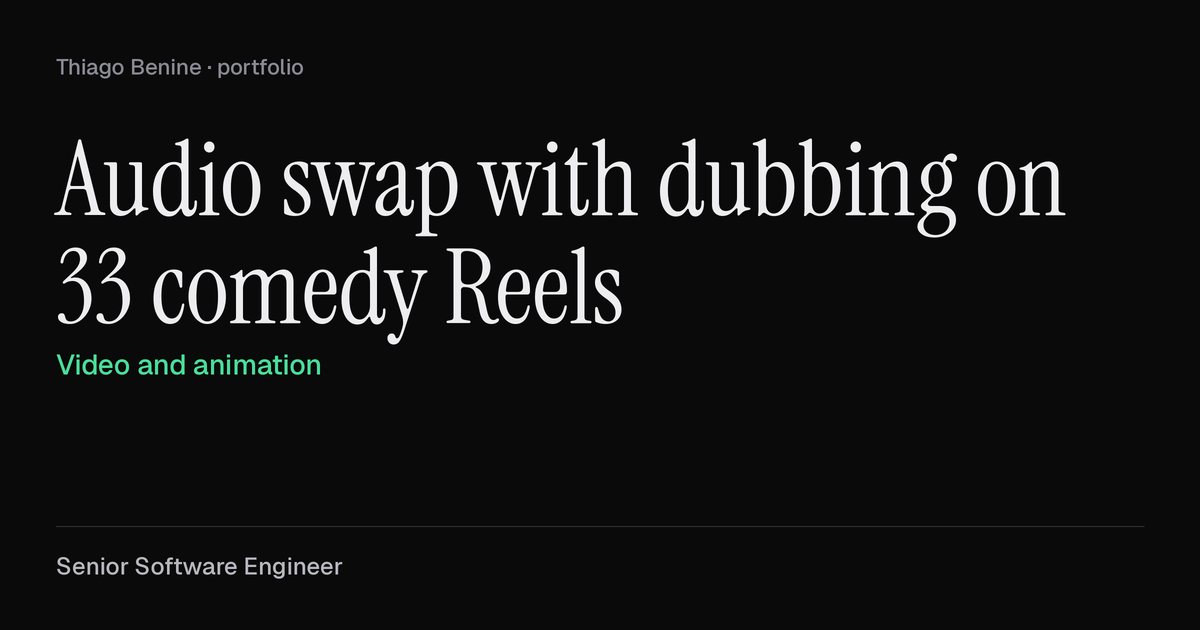 Thiago Benine · portfolio
Audio swap with dubbing on
33 comedy Reels
Video and animation
Senior Software Engineer